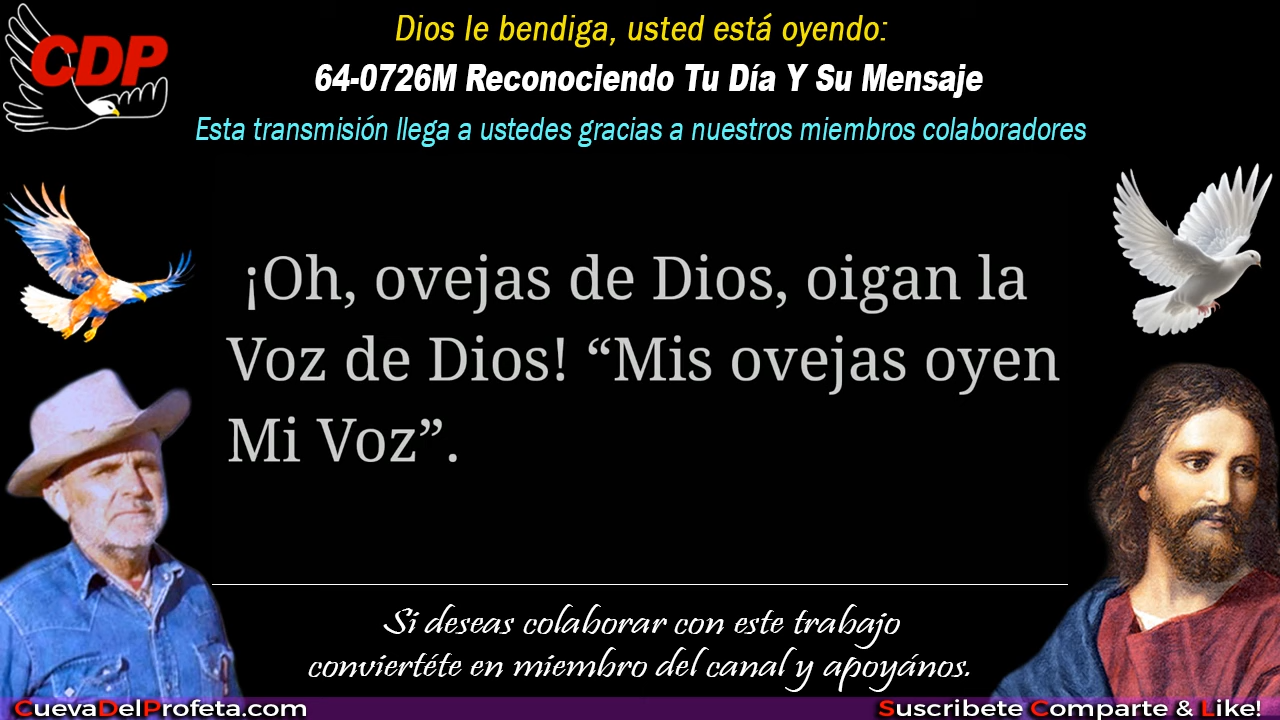 CDP
Dios le bendiga, usted está oyendo:
64-0726M Reconociendo Tu Día Y Su Mensaje
Esta transmisión llega a ustedes gracias a nuestros miembros colaboradores
¡Oh, ovejas de Dios, oigan la
Voz de Dios! “Mis ovejas oyen
Mi Voz”.
Si deseas colaborar con este trabajo
conviertéte en miembro del canal y apoyános.
CuevaDelProfeta.com
Suscribete Comparte & Like!